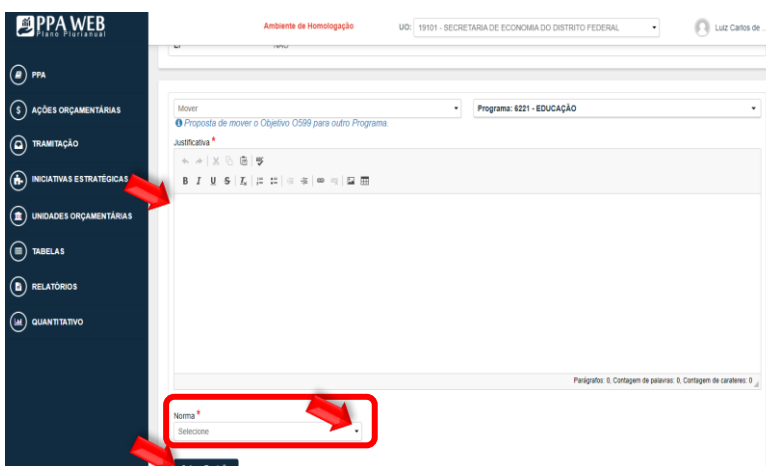 PPA WEB
Plano Plurianual
Ambiente de Homologação
UO:
19101 - SECRETARIA DE ECONOMIA DO DISTRITO FEDERAL
Luiz Carlos de ...
PPA
AÇÕES ORÇAMENTÁRIAS
TRAMITAÇÃO
INICIATIVAS ESTRATÉGICAS
UNIDADES ORÇAMENTÁRIAS
TABELAS
RELATÓRIOS
QUANTITATIVO
Mover
Programa: 6221 - EDUCAÇÃO
Proposta de mover o Objetivo O599 para outro Programa.
Justificativa *
B I U S Ix
Parágrafos: 0, Contagem de palavras: 0, Contagem de carateres: 0
Norma *
Selecione